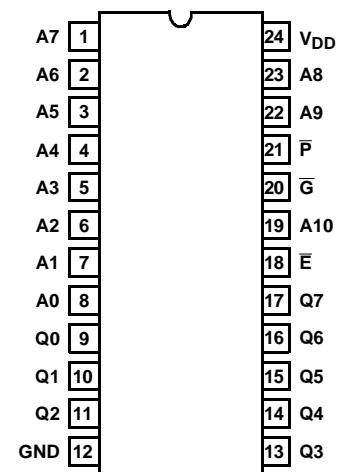 A7 1 24 VDD
A6 2 23 A8
A5 3 22 A9
A4 4 21 P̅
A3 5 20 G̅
A2 6 19 A10
A1 7 18 E̅
A0 8 17 Q7
Q0 9 16 Q6
Q1 10 15 Q5
Q2 11 14 Q4
GND 12 13 Q3